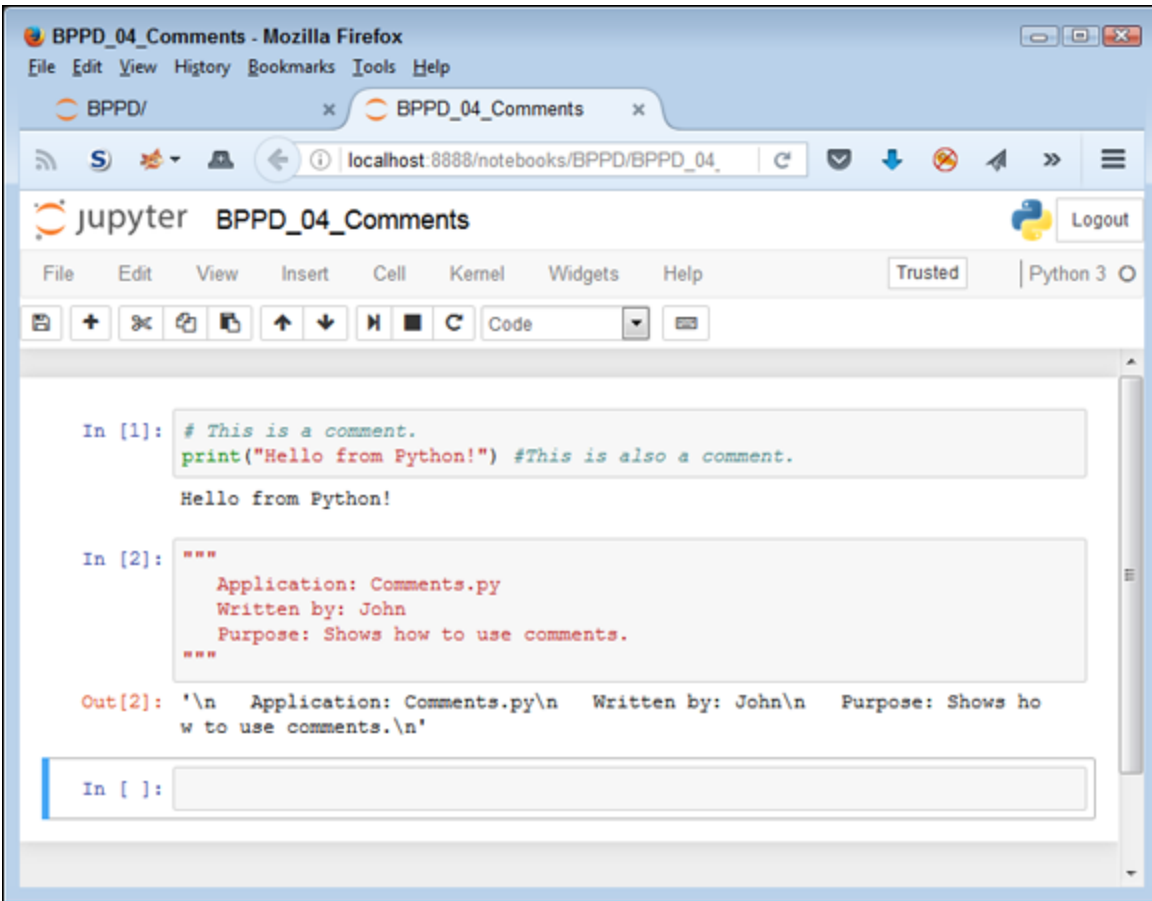 BPPD_04_Comments - Mozilla Firefox
File Edit View History Bookmarks Tools Help
BPPD/ BPPD_04_Comments
localhost:8888/notebooks/BPPD/BPPD_04_
jupyter BPPD_04_Comments Logout
File Edit View Insert Cell Kernel Widgets Help Trusted Python 3
Code
In [1]: # This is a comment.
print("Hello from Python!") #This is also a comment.
Hello from Python!
In [2]: """
Application: Comments.py
Written by: John
Purpose: Shows how to use comments.
"""
Out[2]: '\n   Application: Comments.py\n   Written by: John\n   Purpose: Shows ho
w to use comments.\n'
In [ ]: